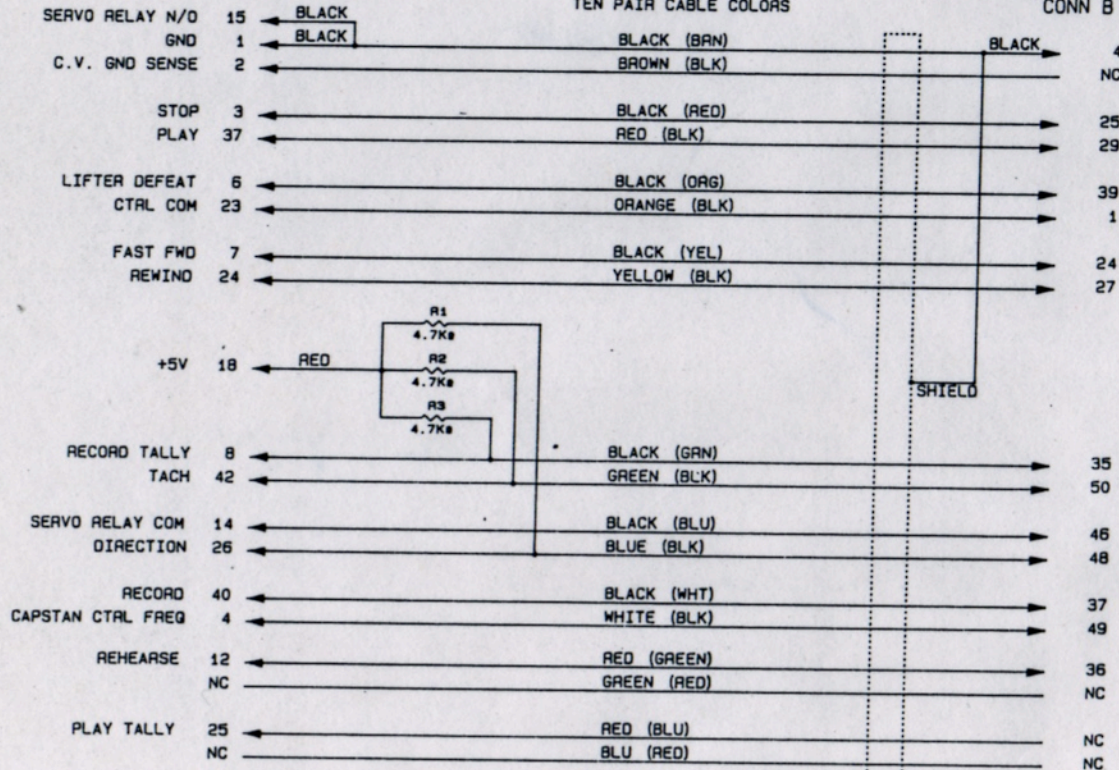 TEN PAIR CABLE COLORS CONN B
SERVO RELAY N/O 15 BLACK
GND 1 BLACK BLACK (BRN) BLACK 4
C.V. GND SENSE 2 BROWN (BLK) NC
STOP 3 BLACK (RED) 25
PLAY 37 RED (BLK) 29
LIFTER DEFEAT 6 BLACK (ORG) 39
CTRL COM 23 ORANGE (BLK) 1
FAST FWD 7 BLACK (YEL) 24
REWIND 24 YELLOW (BLK) 27
R1
4.7KΩ
+5V 18 RED R2
4.7KΩ
SHIELD
R3
4.7KΩ
RECORD TALLY 8 BLACK (GRN) 35
TACH 42 GREEN (BLK) 50
SERVO RELAY COM 14 BLACK (BLU) 46
DIRECTION 26 BLUE (BLK) 48
RECORD 40 BLACK (WHT) 37
CAPSTAN CTRL FREQ 4 WHITE (BLK) 49
REHEARSE 12 RED (GREEN) 36
NC GREEN (RED) NC
PLAY TALLY 25 RED (BLU) NC
NC BLU (RED) NC